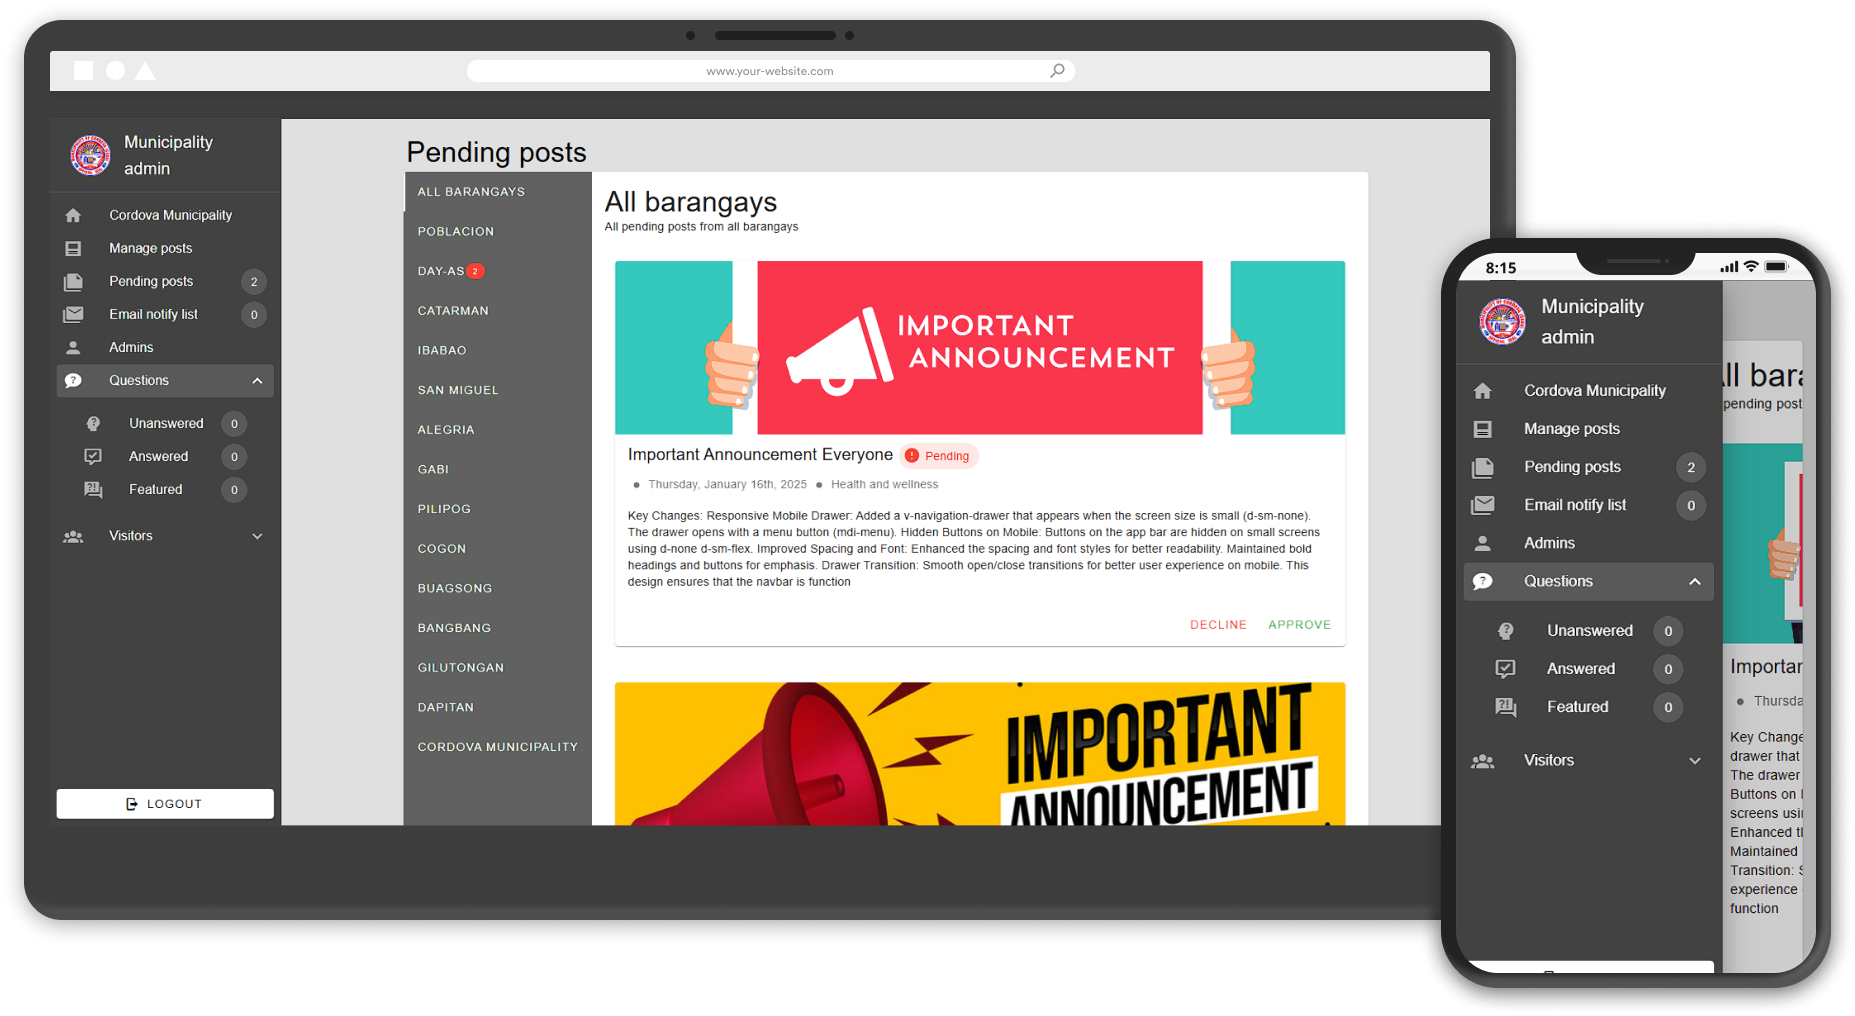 www.your-website.com
Municipality
admin
Cordova Municipality
Manage posts
Pending posts 2
Email notify list 0
Admins
Questions
Unanswered 0
Answered 0
Featured 0
Visitors
LOGOUT
Pending posts
ALL BARANGAYS
POBLACION
DAY-AS 2
CATARMAN
IBABAO
SAN MIGUEL
ALEGRIA
GABI
PILIPOG
COGON
BUAGSONG
BANGBANG
GILUTONGAN
DAPITAN
CORDOVA MUNICIPALITY
All barangays
All pending posts from all barangays
IMPORTANT
ANNOUNCEMENT
Important Announcement Everyone Pending
Thursday, January 16th, 2025 Health and wellness
Key Changes: Responsive Mobile Drawer: Added a v-navigation-drawer that appears when the screen size is small (d-sm-none).
The drawer opens with a menu button (mdi-menu). Hidden Buttons on Mobile: Buttons on the app bar are hidden on small screens
using d-none d-sm-flex. Improved Spacing and Font: Enhanced the spacing and font styles for better readability. Maintained bold
headings and buttons for emphasis. Drawer Transition: Smooth open/close transitions for better user experience on mobile. This
design ensures that the navbar is function
DECLINE APPROVE
IMPORTANT
ANNOUNCEMENT
8:15
Municipality
admin
Cordova Municipality
Manage posts
Pending posts 2
Email notify list 0
Admins
Questions
Unanswered 0
Answered 0
Featured 0
Visitors
ll bara
pending post
Importar
Thursda
Key Change
drawer that
The drawer
Buttons on
screens usi
Enhanced t
Maintained
Transition: S
experience
function